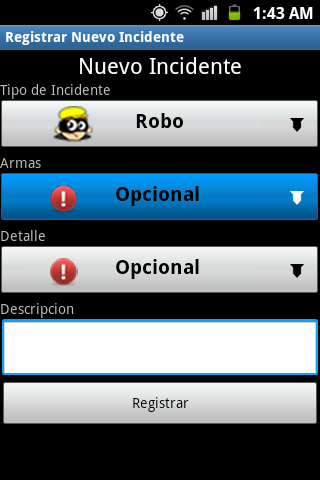 1:43 AM
Registrar Nuevo Incidente
Nuevo Incidente
Tipo de Incidente
Robo
Armas
Opcional
Detalle
Opcional
Descripcion
Registrar